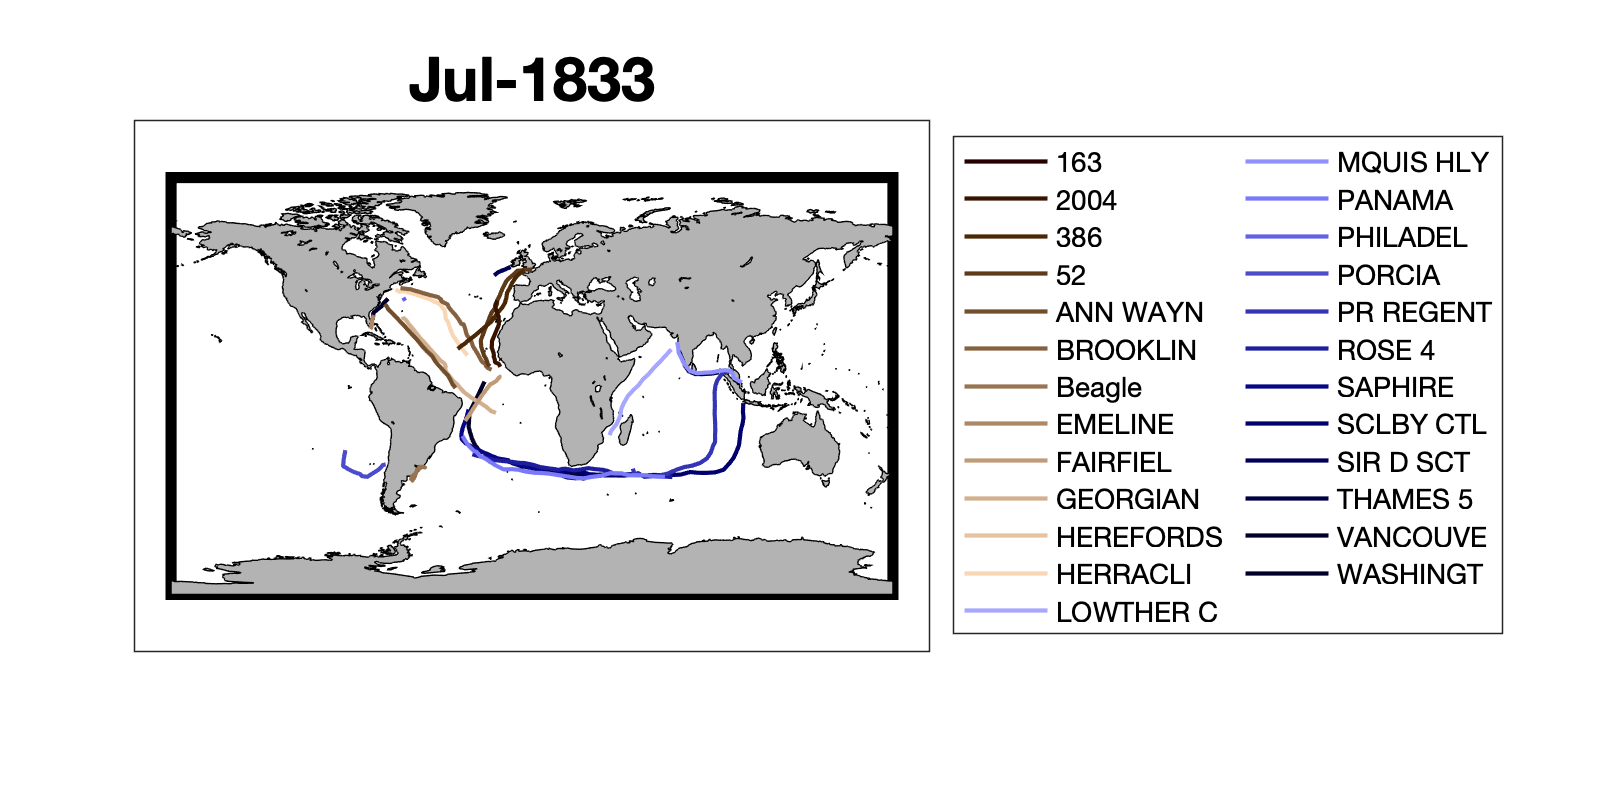 Jul-1833
163
2004
386
52
ANN WAYN
BROOKLIN
Beagle
EMELINE
FAIRFIEL
GEORGIAN
HEREFORDS
HERRACLI
LOWTHER C
MQUIS HLY
PANAMA
PHILADEL
PORCIA
PR REGENT
ROSE 4
SAPHIRE
SCLBY CTL
SIR D SCT
THAMES 5
VANCOUVE
WASHINGT